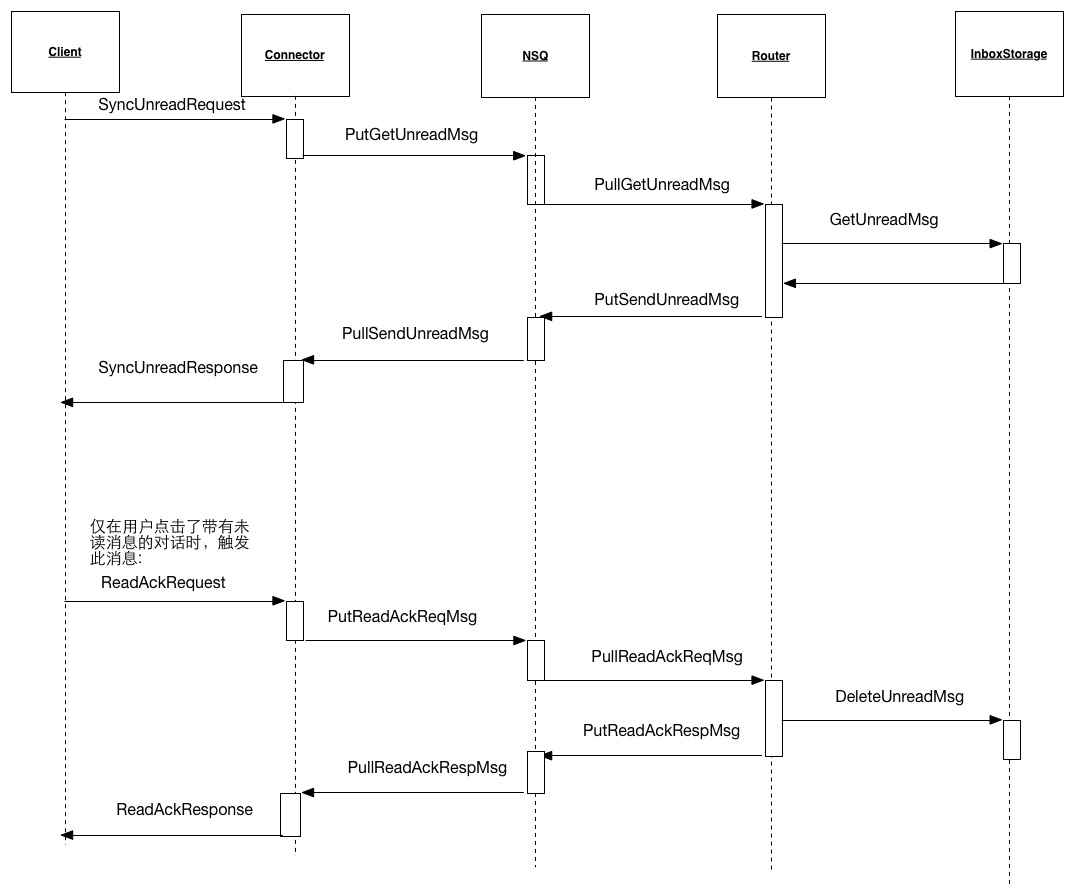 Client
Connector
NSQ
Router
InboxStorage
SyncUnreadRequest
PutGetUnreadMsg
PullGetUnreadMsg
GetUnreadMsg
PutSendUnreadMsg
PullSendUnreadMsg
SyncUnreadResponse
仅在用户点击了带有未
读消息的对话时，触发
此消息:
ReadAckRequest
PutReadAckReqMsg
PullReadAckReqMsg
DeleteUnreadMsg
PutReadAckRespMsg
PullReadAckRespMsg
ReadAckResponse